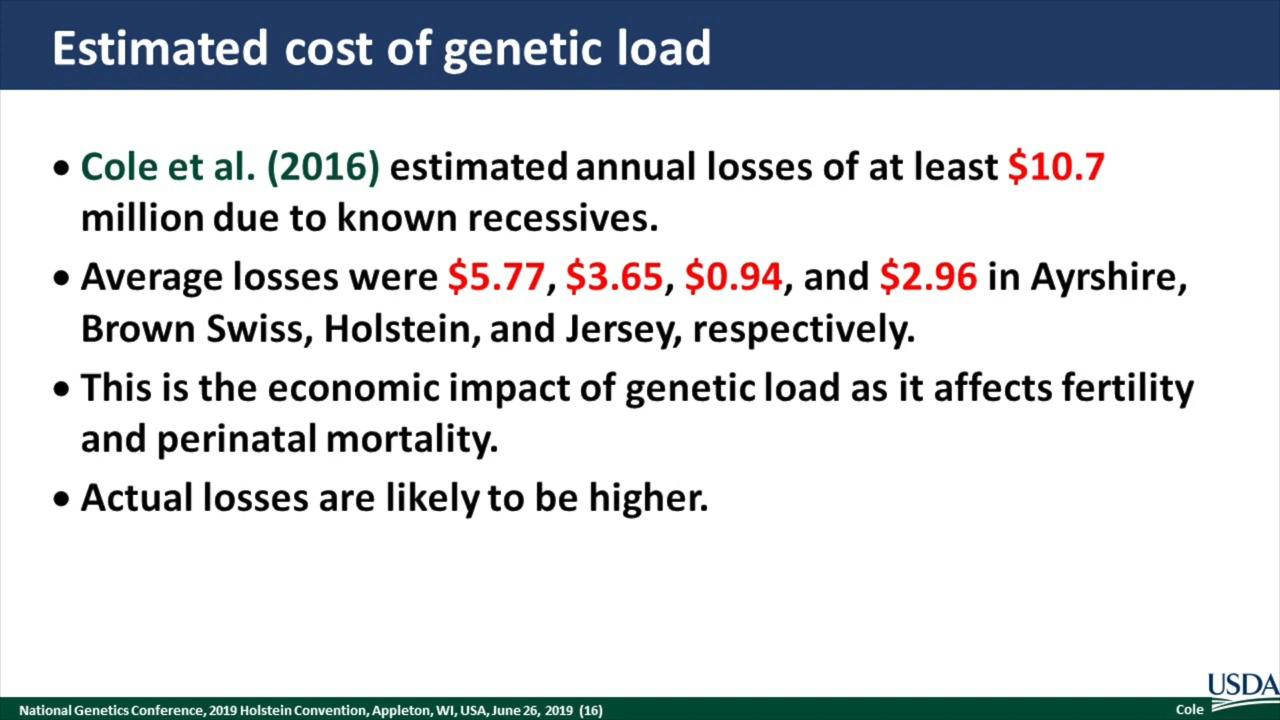 Estimated cost of genetic load
• Cole et al. (2016) estimated annual losses of at least $10.7
million due to known recessives.
• Average losses were $5.77, $3.65, $0.94, and $2.96 in Ayrshire,
Brown Swiss, Holstein, and Jersey, respectively.
• This is the economic impact of genetic load as it affects fertility
and perinatal mortality.
• Actual losses are likely to be higher.
USDA
National Genetics Conference, 2019 Holstein Convention, Appleton, WI, USA, June 26, 2019 (16)
Cole